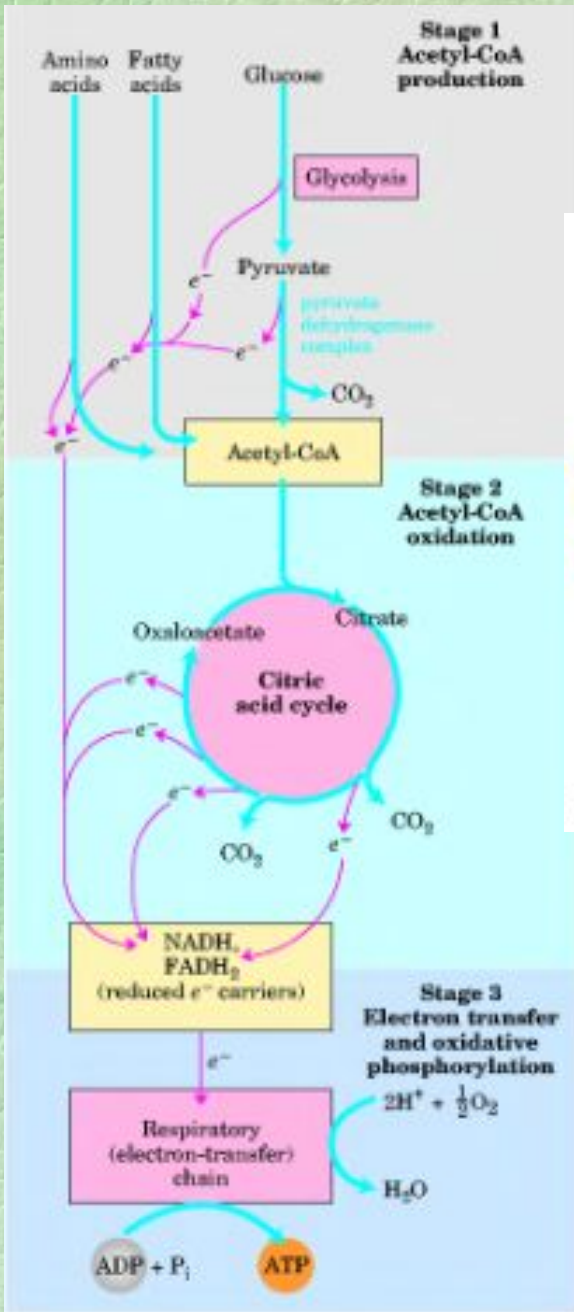 Stage 1
Acetyl-CoA
production
Amino
acids
Fatty
acids
Glucose
Glycolysis
Pyruvate
e⁻
pyruvate
dehydrogenase
complex
e⁻
e⁻
CO₂
e⁻
Acetyl-CoA
Stage 2
Acetyl-CoA
oxidation
Oxaloacetate
Citrate
Citric
acid cycle
e⁻
e⁻
e⁻
CO₂
CO₂
e⁻
NADH,
FADH₂
(reduced e⁻ carriers)
Stage 3
Electron transfer
and oxidative
phosphorylation
e⁻
2H⁺ + ½O₂
Respiratory
(electron-transfer)
chain
H₂O
ADP + Pᵢ
ATP